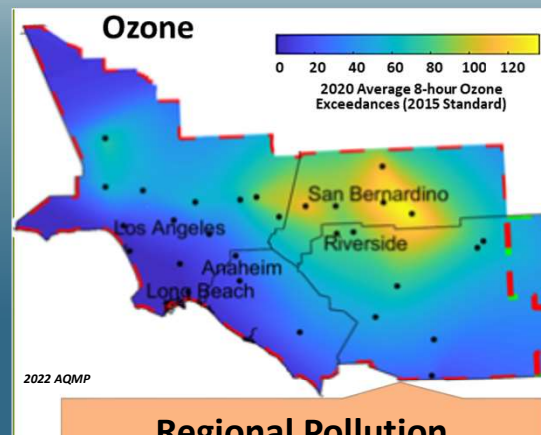 Ozone
0 20 40 60 80 100 120
2020 Average 8-hour Ozone
Exceedances (2015 Standard)
San Bernardino
Los Angeles
Riverside
Anaheim
Long Beach
2022 AQMP
Regional Pollution